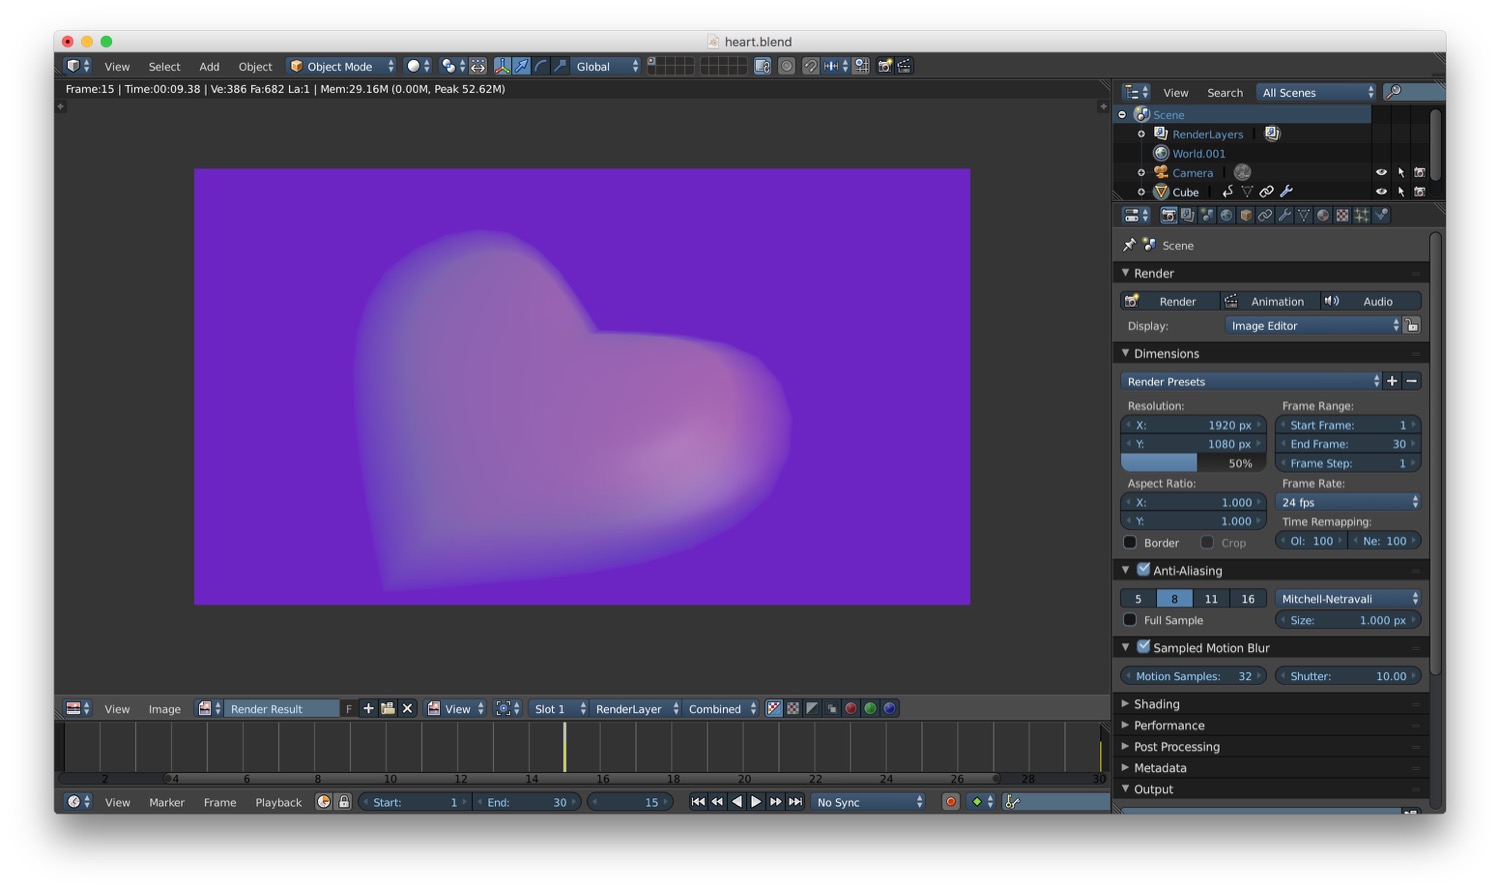 heart.blend
View Select Add Object Object Mode Global
Frame:15 | Time:00:09.38 | Ve:386 Fa:682 La:1 | Mem:29.16M (0.00M, Peak 52.62M)
View Search All Scenes
Scene
RenderLayers
World.001
Camera
Cube
Scene
Render
Render Animation Audio
Display: Image Editor
Dimensions
Render Presets
Resolution: Frame Range:
X: 1920 px Start Frame: 1
Y: 1080 px End Frame: 30
50% Frame Step: 1
Aspect Ratio: Frame Rate:
X: 1.000 24 fps
Y: 1.000 Time Remapping:
Border Crop Ol: 100 Ne: 100
Anti-Aliasing
5 8 11 16 Mitchell-Netravali
Full Sample Size: 1.000 px
Sampled Motion Blur
Motion Samples: 32 Shutter: 10.00
Shading
Performance
Post Processing
Metadata
Output
View Image Render Result F View Slot 1 RenderLayer Combined
2 4 6 8 10 12 14 16 18 20 22 24 26 28 30
View Marker Frame Playback Start: 1 End: 30 15 No Sync